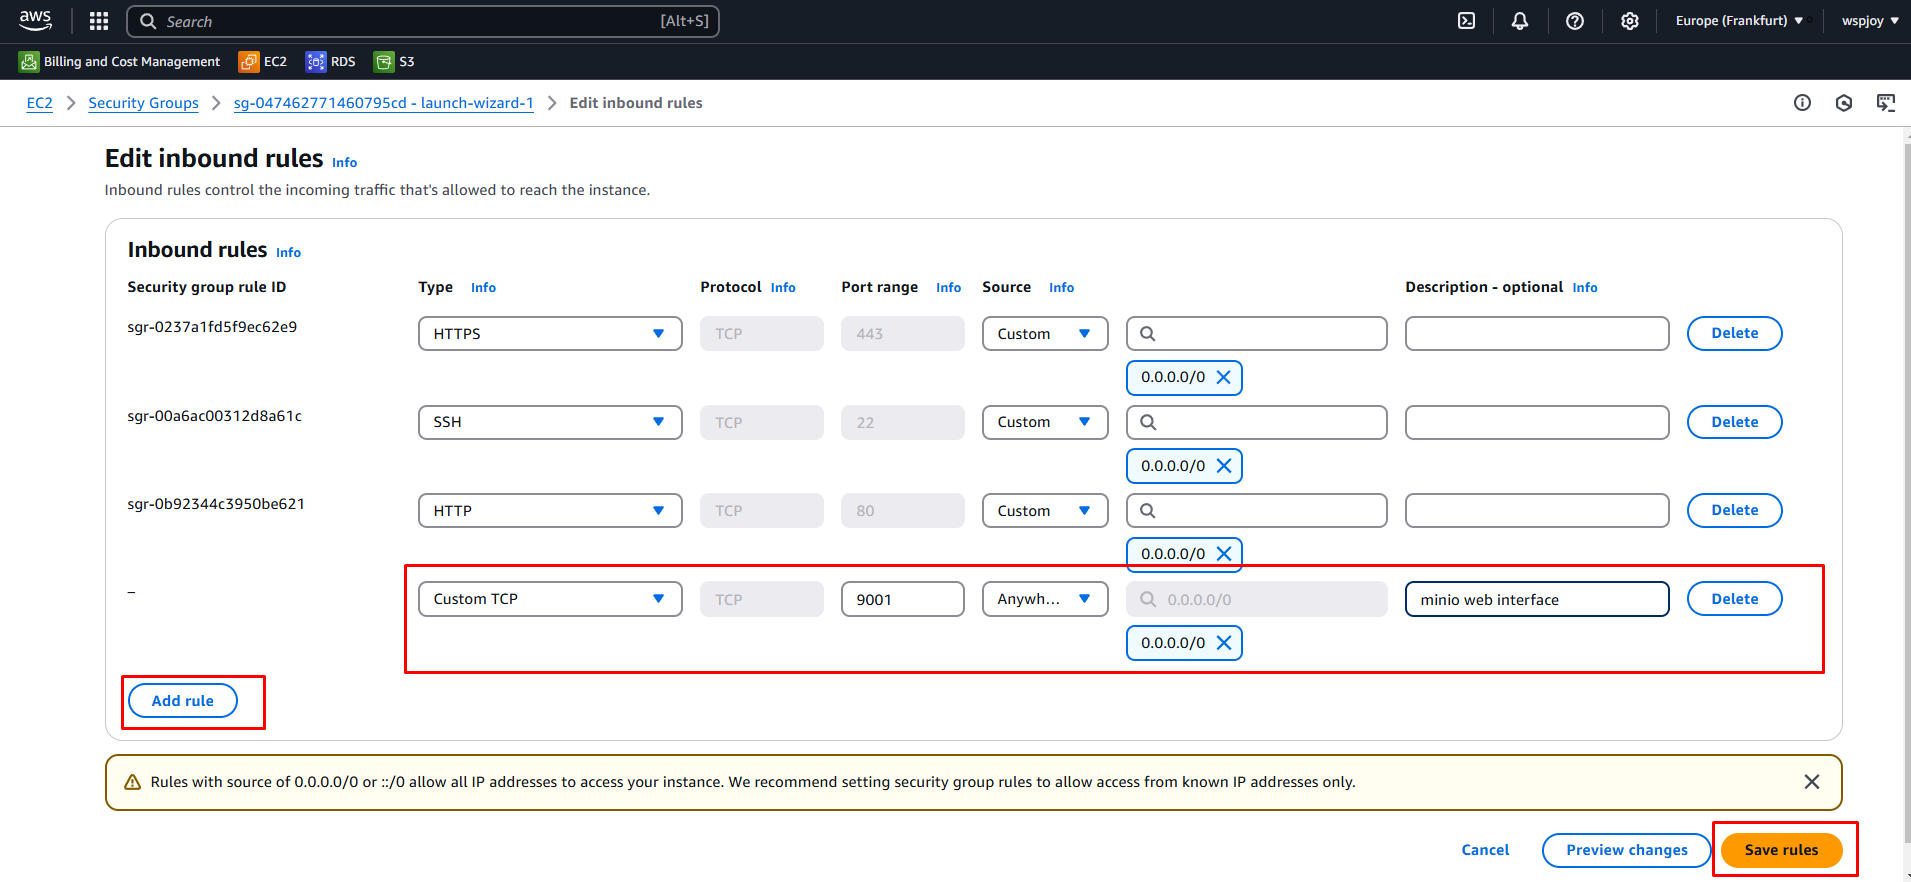 aws Search [Alt+S] Europe (Frankfurt) wspjoy
Billing and Cost Management EC2 RDS S3
EC2 Security Groups sg-047462771460795cd - launch-wizard-1 Edit inbound rules
Edit inbound rules Info
Inbound rules control the incoming traffic that's allowed to reach the instance.
Inbound rules Info
Security group rule ID Type Info Protocol Info Port range Info Source Info Description - optional Info
sgr-0237a1fd5f9ec62e9 HTTPS TCP 443 Custom Delete
0.0.0.0/0
sgr-00a6ac00312d8a61c SSH TCP 22 Custom Delete
0.0.0.0/0
sgr-0b92344c3950be621 HTTP TCP 80 Custom Delete
0.0.0.0/0
– Custom TCP TCP 9001 Anywh... 0.0.0.0/0 minio web interface Delete
0.0.0.0/0
Add rule
Rules with source of 0.0.0.0/0 or ::/0 allow all IP addresses to access your instance. We recommend setting security group rules to allow access from known IP addresses only.
Cancel Preview changes Save rules